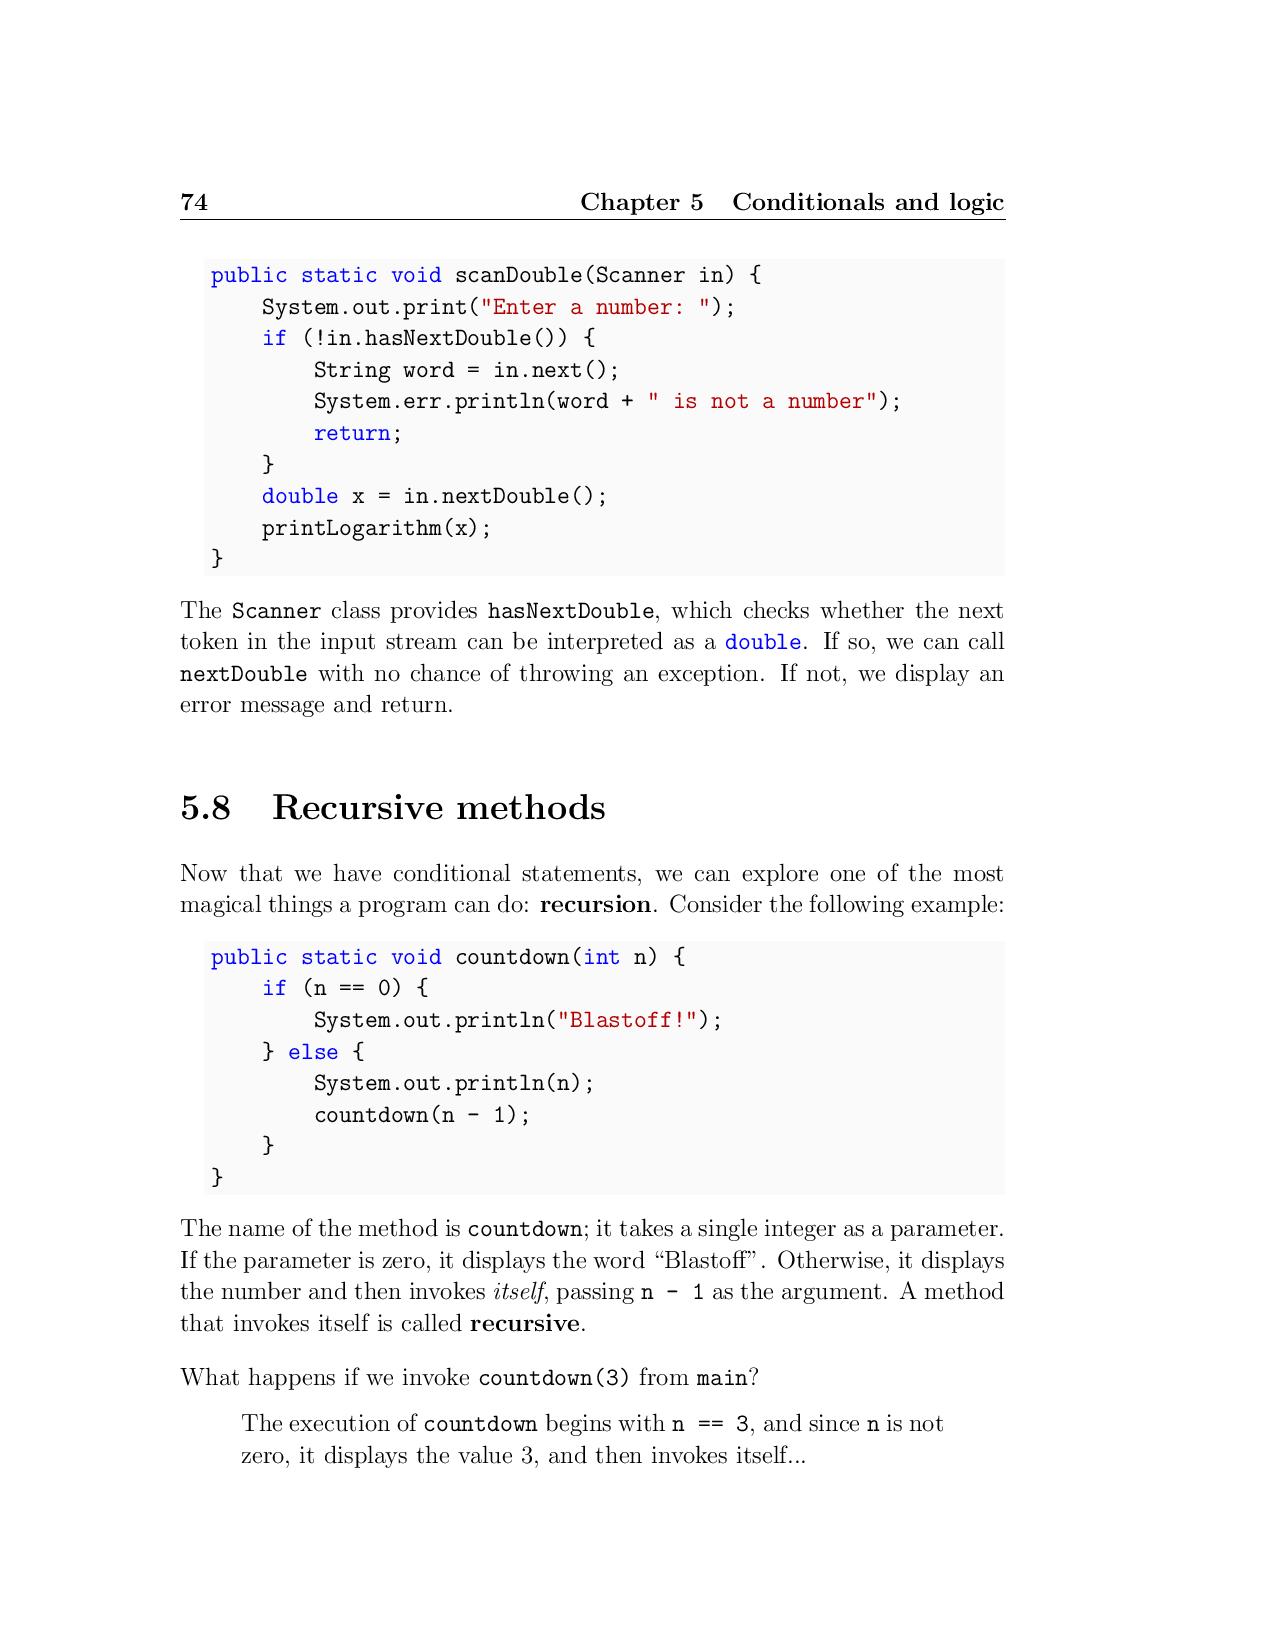 74 Chapter 5 Conditionals and logic
public static void scanDouble(Scanner in) {
    System.out.print("Enter a number: ");
    if (!in.hasNextDouble()) {
        String word = in.next();
        System.err.println(word + " is not a number");
        return;
    }
    double x = in.nextDouble();
    printLogarithm(x);
}
The Scanner class provides hasNextDouble, which checks whether the next
token in the input stream can be interpreted as a double. If so, we can call
nextDouble with no chance of throwing an exception. If not, we display an
error message and return.
5.8 Recursive methods
Now that we have conditional statements, we can explore one of the most
magical things a program can do: recursion. Consider the following example:
public static void countdown(int n) {
    if (n == 0) {
        System.out.println("Blastoff!");
    } else {
        System.out.println(n);
        countdown(n - 1);
    }
}
The name of the method is countdown; it takes a single integer as a parameter.
If the parameter is zero, it displays the word “Blastoff”. Otherwise, it displays
the number and then invokes itself, passing n - 1 as the argument. A method
that invokes itself is called recursive.
What happens if we invoke countdown(3) from main?
The execution of countdown begins with n == 3, and since n is not
zero, it displays the value 3, and then invokes itself...